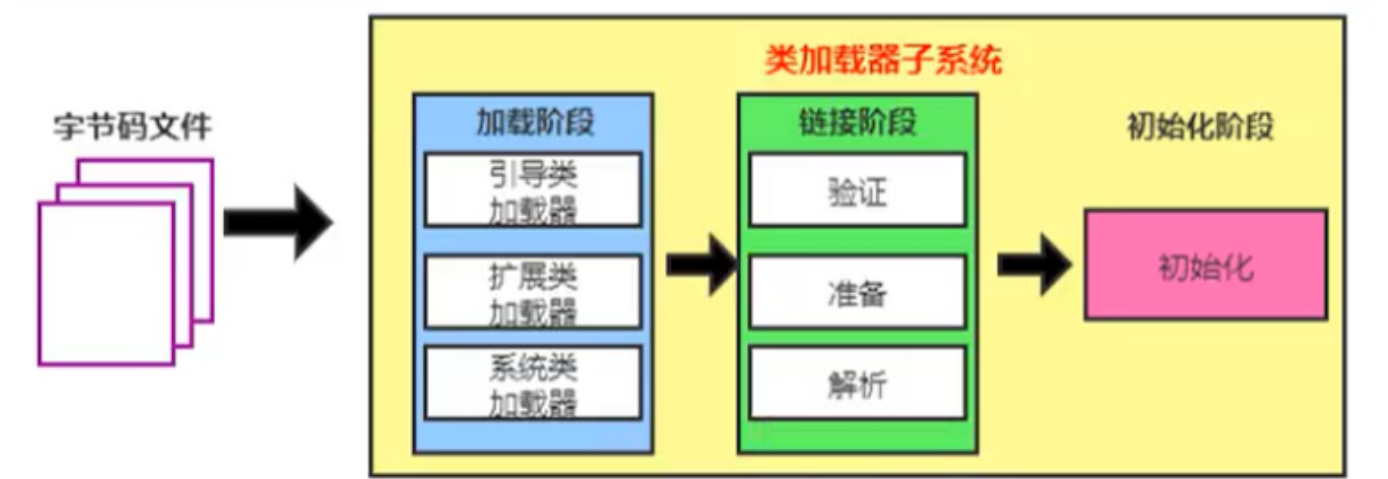 类加载器子系统
字节码文件
加载阶段
引导类
加载器
扩展类
加载器
系统类
加载器
链接阶段
验证
准备
解析
初始化阶段
初始化